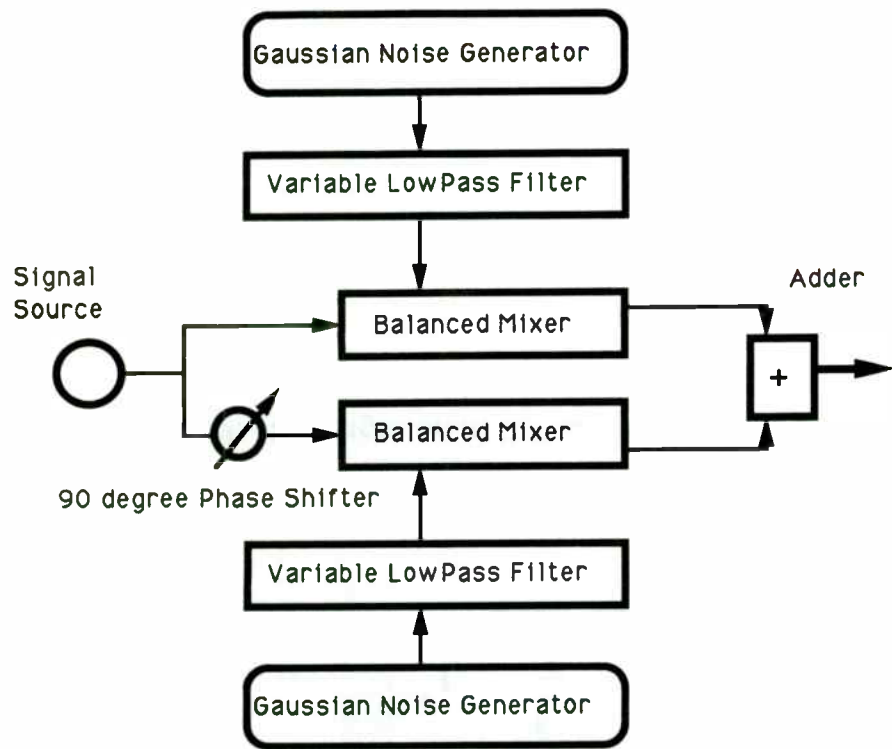 Gaussian Noise Generator
Variable LowPass Filter
Signal
Source
Adder
Balanced Mixer
+
Balanced Mixer
90 degree Phase Shifter
Variable LowPass Filter
Gaussian Noise Generator